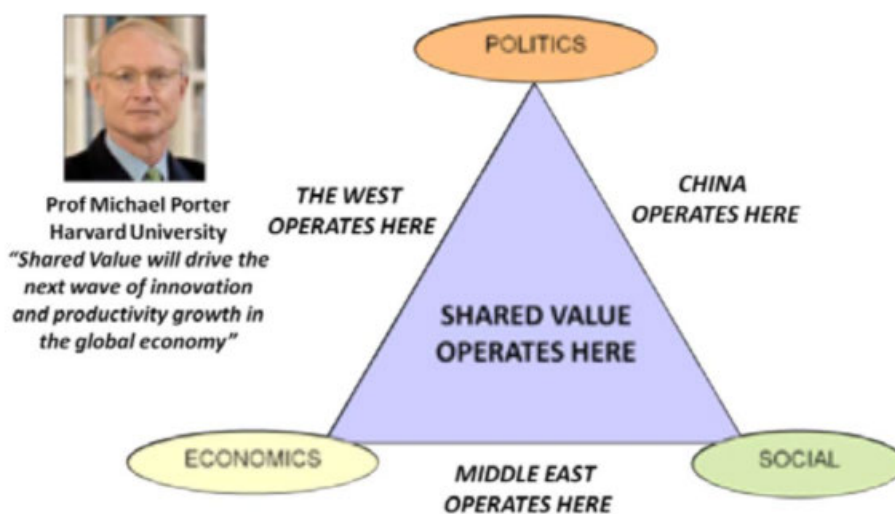 POLITICS
THE WEST
OPERATES HERE
CHINA
OPERATES HERE
Prof Michael Porter
Harvard University
“Shared Value will drive the
next wave of innovation
and productivity growth in
the global economy”
SHARED VALUE
OPERATES HERE
ECONOMICS
SOCIAL
MIDDLE EAST
OPERATES HERE